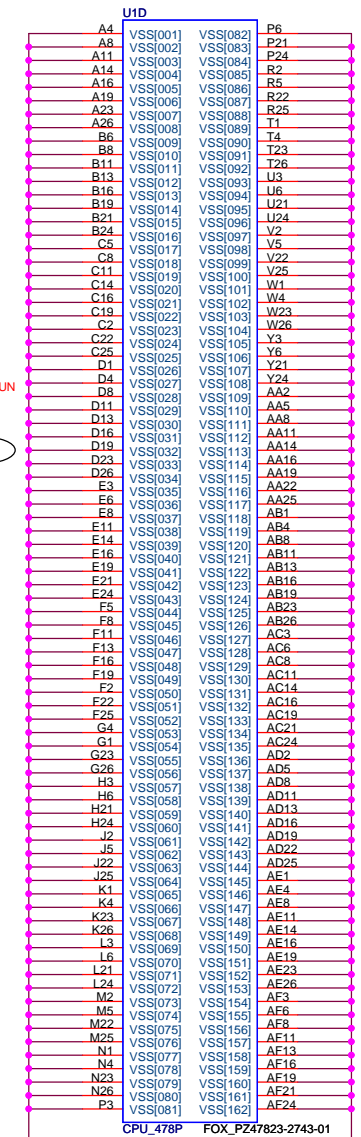 U1D
A4 VSS[001] VSS[082] P6
A8 VSS[002] VSS[083] P21
A11 VSS[003] VSS[084] P24
A14 VSS[004] VSS[085] R2
A16 VSS[005] VSS[086] R5
A19 VSS[006] VSS[087] R22
A23 VSS[007] VSS[088] R25
A26 VSS[008] VSS[089] T1
B6 VSS[009] VSS[090] T4
B8 VSS[010] VSS[091] T23
B11 VSS[011] VSS[092] T26
B13 VSS[012] VSS[093] U3
B16 VSS[013] VSS[094] U6
B19 VSS[014] VSS[095] U21
B21 VSS[015] VSS[096] U24
B24 VSS[016] VSS[097] V2
C5 VSS[017] VSS[098] V5
C8 VSS[018] VSS[099] V22
C11 VSS[019] VSS[100] V25
C14 VSS[020] VSS[101] W1
C16 VSS[021] VSS[102] W4
C19 VSS[022] VSS[103] W23
C2 VSS[023] VSS[104] W26
C22 VSS[024] VSS[105] Y3
C25 VSS[025] VSS[106] Y6
D1 VSS[026] VSS[107] Y21
D4 VSS[027] VSS[108] Y24
UN
D8 VSS[028] VSS[109] AA2
D11 VSS[029] VSS[110] AA5
D13 VSS[030] VSS[111] AA8
D16 VSS[031] VSS[112] AA11
D19 VSS[032] VSS[113] AA14
D23 VSS[033] VSS[114] AA16
D26 VSS[034] VSS[115] AA19
E3 VSS[035] VSS[116] AA22
E6 VSS[036] VSS[117] AA25
E8 VSS[037] VSS[118] AB1
E11 VSS[038] VSS[119] AB4
E14 VSS[039] VSS[120] AB8
E16 VSS[040] VSS[121] AB11
E19 VSS[041] VSS[122] AB13
E21 VSS[042] VSS[123] AB16
E24 VSS[043] VSS[124] AB19
F5 VSS[044] VSS[125] AB23
F8 VSS[045] VSS[126] AB26
F11 VSS[046] VSS[127] AC3
F13 VSS[047] VSS[128] AC6
F16 VSS[048] VSS[129] AC8
F19 VSS[049] VSS[130] AC11
F2 VSS[050] VSS[131] AC14
F22 VSS[051] VSS[132] AC16
F25 VSS[052] VSS[133] AC19
G4 VSS[053] VSS[134] AC21
G1 VSS[054] VSS[135] AC24
G23 VSS[055] VSS[136] AD2
G26 VSS[056] VSS[137] AD5
H3 VSS[057] VSS[138] AD8
H6 VSS[058] VSS[139] AD11
H21 VSS[059] VSS[140] AD13
H24 VSS[060] VSS[141] AD16
J2 VSS[061] VSS[142] AD19
J5 VSS[062] VSS[143] AD22
J22 VSS[063] VSS[144] AD25
J25 VSS[064] VSS[145] AE1
K1 VSS[065] VSS[146] AE4
K4 VSS[066] VSS[147] AE8
K23 VSS[067] VSS[148] AE11
K26 VSS[068] VSS[149] AE14
L3 VSS[069] VSS[150] AE16
L6 VSS[070] VSS[151] AE19
L21 VSS[071] VSS[152] AE23
L24 VSS[072] VSS[153] AE26
M2 VSS[073] VSS[154] AF3
M5 VSS[074] VSS[155] AF6
M22 VSS[075] VSS[156] AF8
M25 VSS[076] VSS[157] AF11
N1 VSS[077] VSS[158] AF13
N4 VSS[078] VSS[159] AF16
N23 VSS[079] VSS[160] AF19
N26 VSS[080] VSS[161] AF21
P3 VSS[081] VSS[162] AF24
CPU_478P FOX_PZ47823-2743-01